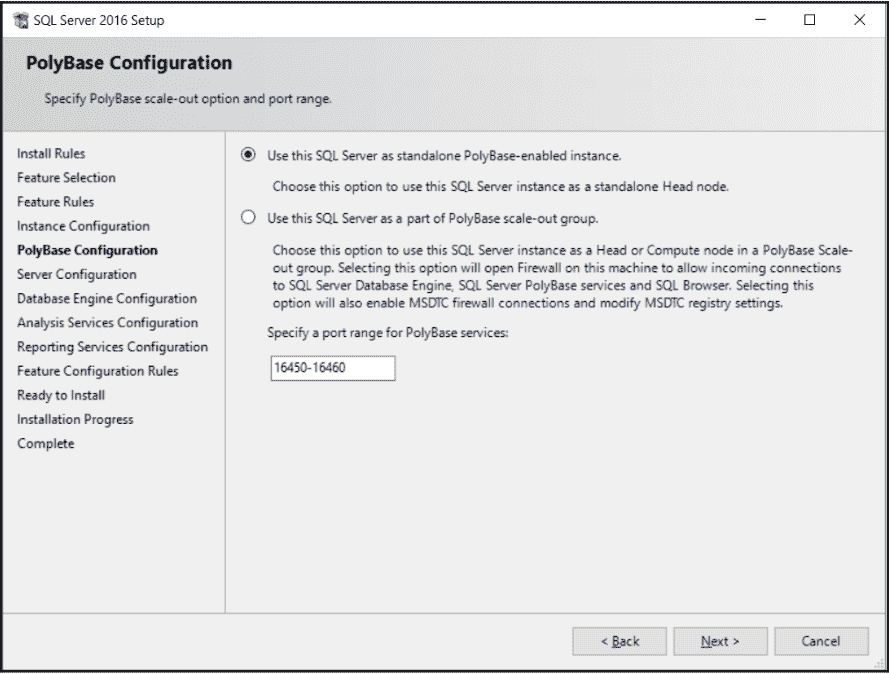 SQL Server 2016 Setup
PolyBase Configuration
Specify PolyBase scale-out option and port range.
Install Rules
Feature Selection
Feature Rules
Instance Configuration
PolyBase Configuration
Server Configuration
Database Engine Configuration
Analysis Services Configuration
Reporting Services Configuration
Feature Configuration Rules
Ready to Install
Installation Progress
Complete
Use this SQL Server as standalone PolyBase-enabled instance.
Choose this option to use this SQL Server instance as a standalone Head node.
Use this SQL Server as a part of PolyBase scale-out group.
Choose this option to use this SQL Server instance as a Head or Compute node in a PolyBase Scale-
out group. Selecting this option will open Firewall on this machine to allow incoming connections
to SQL Server Database Engine, SQL Server PolyBase services and SQL Browser. Selecting this
option will also enable MSDTC firewall connections and modify MSDTC registry settings.
Specify a port range for PolyBase services:
16450-16460
< Back
Next >
Cancel